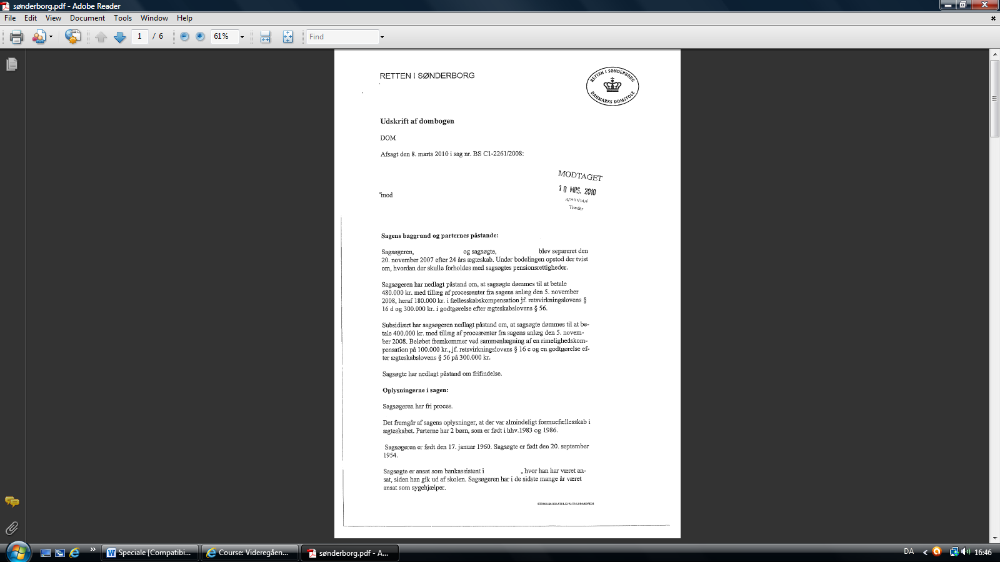 sønderborg.pdf - Adobe Reader
File Edit View Document Tools Window Help
1 / 6 61% Find
RETTEN I SØNDERBORG
RETTEN I SØNDERBORG
DANMARKS DOMSTOLE
Udskrift af dombogen
DOM
Afsagt den 8. marts 2010 i sag nr. BS C1-2261/2008:
MODTAGET
10 MRS. 2010
Tønder
mod
Sagens baggrund og parternes påstande:
Sagsøgeren, og sagsøgte, blev separeret den
20. november 2007 efter 24 års ægteskab. Under bodelingen opstod der tvist
om, hvordan der skulle forholdes med sagsøgtes pensionsrettigheder.
Sagsøgeren har nedlagt påstand om, at sagsøgte dømmes til at betale
480.000 kr. med tillæg af procesrenter fra sagens anlæg den 5. november
2008, heraf 180.000 kr. i fællesskabskompensation jf. retsvirkningslovens §
16 d og 300.000 kr. i godtgørelse efter ægteskabslovens § 56.
Subsidiært har sagsøgeren nedlagt påstand om, at sagsøgte dømmes til at be-
tale 400.000 kr. med tillæg af procesrenter fra sagens anlæg den 5. novem-
ber 2008. Beløbet fremkommer ved sammenlægning af en rimelighedskom-
pensation på 100.000 kr., jf. retsvirkningslovens § 16 e og en godtgørelse ef-
ter ægteskabslovens § 56 på 300.000 kr.
Sagsøgte har nedlagt påstand om frifindelse.
Oplysningerne i sagen:
Sagsøgeren har fri proces.
Det fremgår af sagens oplysninger, at der var almindeligt formuefællesskab i
ægteskabet. Parterne har 2 børn, som er født i hhv.1983 og 1986.
Sagsøgeren er født den 17. januar 1960. Sagsøgte er født den 20. september
1954.
Sagsøgte er ansat som bankassistent i , hvor han har været an-
sat, siden han gik ud af skolen. Sagsøgeren har i de sidste mange år været
ansat som sygehjælper.
Speciale [Compatibi... Course: Videregåen... sønderborg.pdf - A... DA 16:46